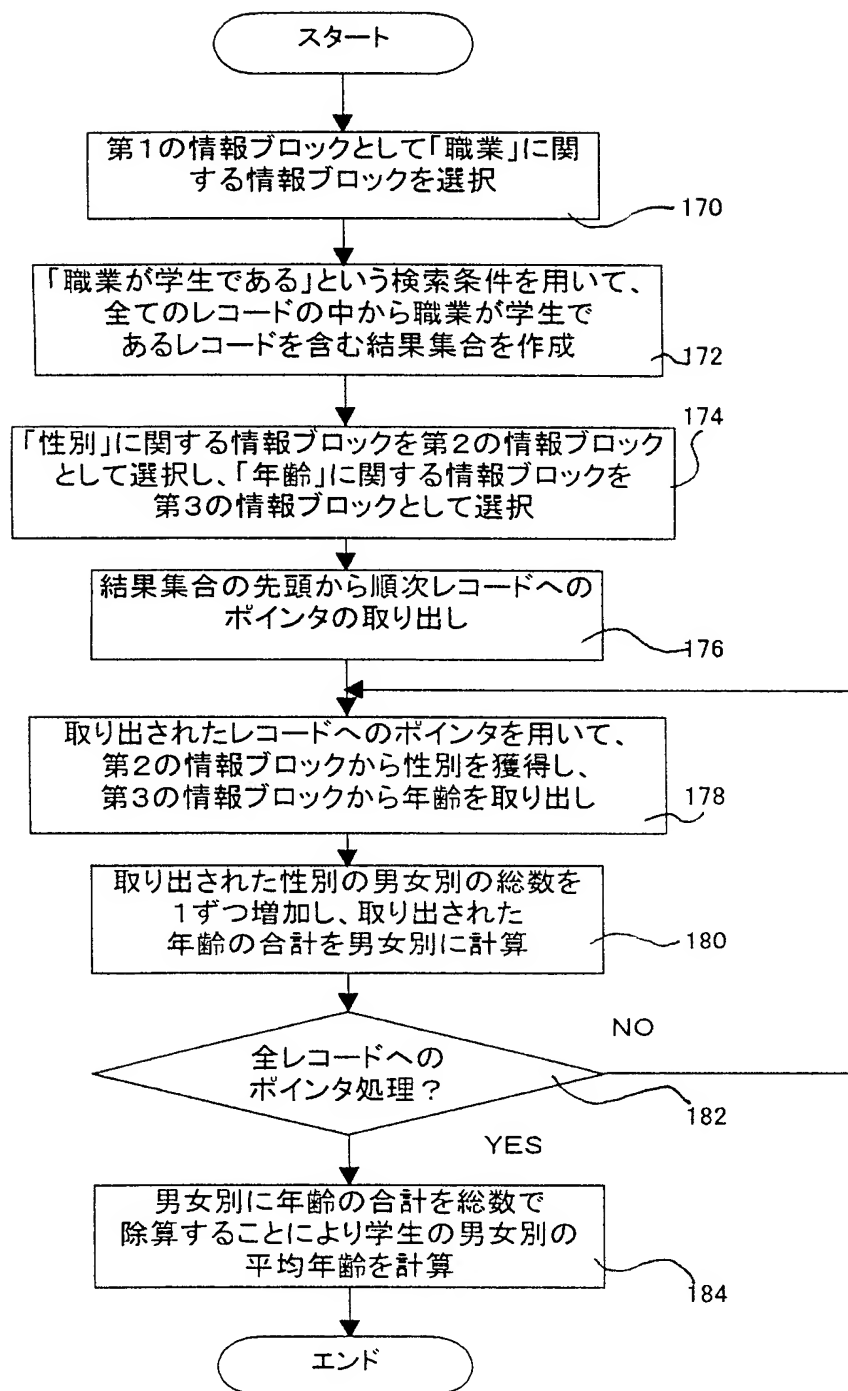 スタート
第1の情報ブロックとして「職業」に関
する情報ブロックを選択
170
「職業が学生である」という検索条件を用いて、
全てのレコードの中から職業が学生で
あるレコードを含む結果集合を作成
172
174
「性別」に関する情報ブロックを第2の情報ブロック
として選択し、「年齢」に関する情報ブロックを
第3の情報ブロックとして選択
結果集合の先頭から順次レコードへの
ポインタの取り出し
176
取り出されたレコードへのポインタを用いて、
第2の情報ブロックから性別を獲得し、
第3の情報ブロックから年齢を取り出し
178
取り出された性別の男女別の総数を
1ずつ増加し、取り出された
年齢の合計を男女別に計算
180
NO
全レコードへの
ポインタ処理？
182
YES
男女別に年齢の合計を総数で
除算することにより学生の男女別の
平均年齢を計算
184
エンド